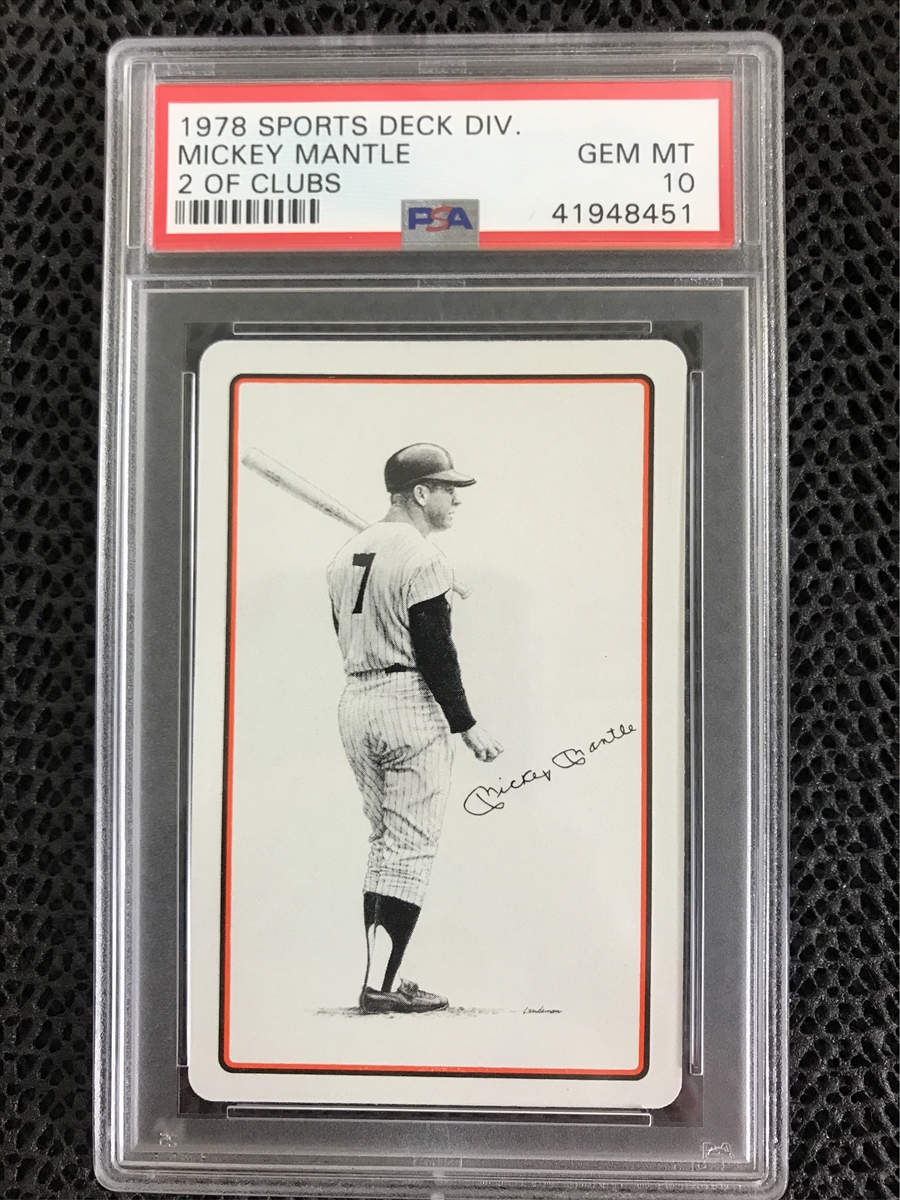 1978 SPORTS DECK DIV.
MICKEY MANTLE GEM MT
2 OF CLUBS 10
PSA 41948451
7
Mickey Mantle
Landsman